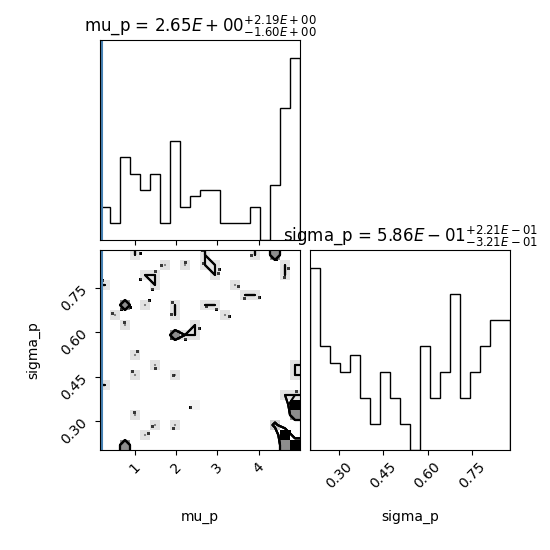 mu_p = 2.65E + 00 +2.19E+00 −1.60E+00
sigma_p = 5.86E − 01 +2.21E−01 −3.21E−01
sigma_p
0.75
0.60
0.45
0.30
1 2 3 4
0.30 0.45 0.60 0.75
mu_p
sigma_p